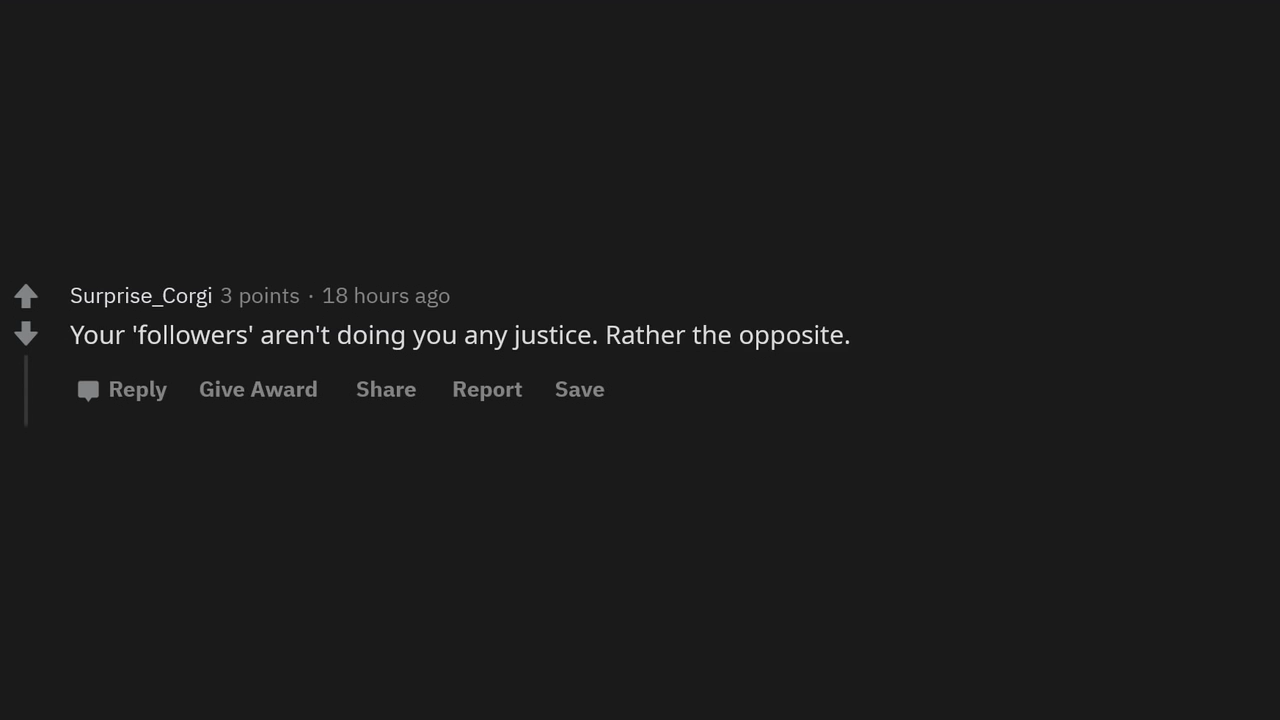 Surprise_Corgi 3 points · 18 hours ago
Your 'followers' aren't doing you any justice. Rather the opposite.
Reply Give Award Share Report Save